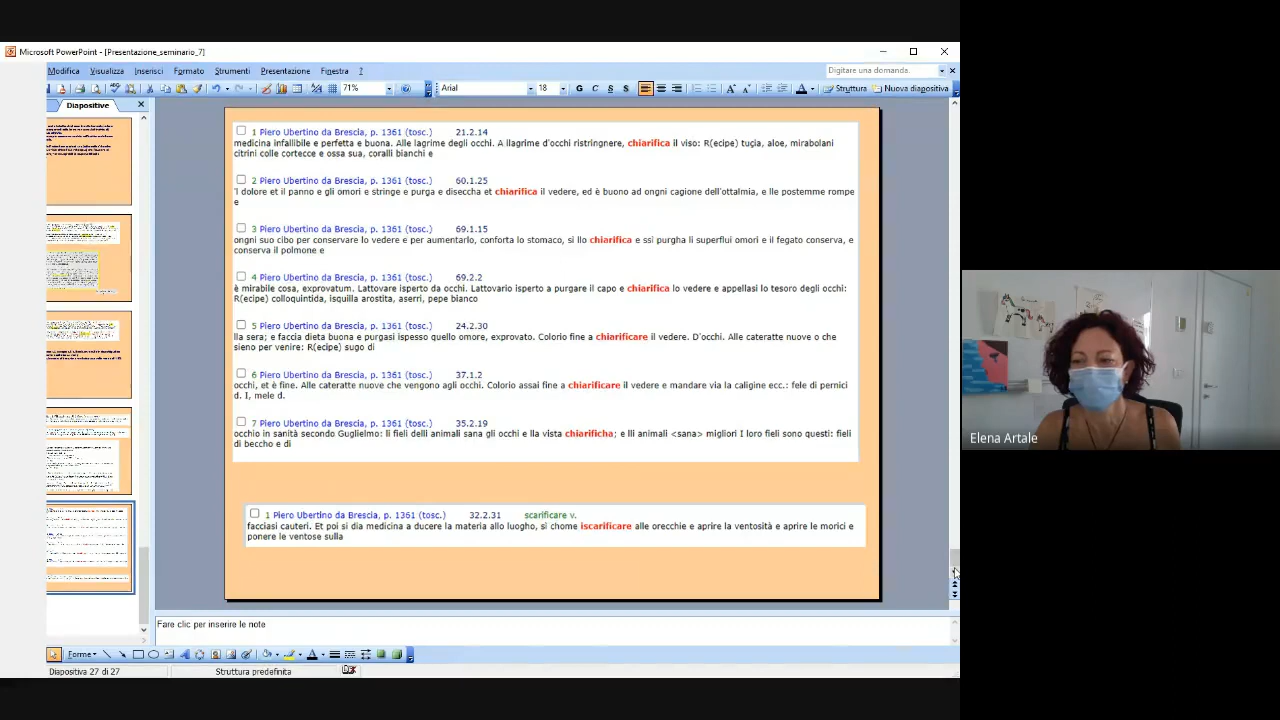 Microsoft PowerPoint - [Presentazione_seminario_7]
Modifica Visualizza Inserisci Formato Strumenti Presentazione Finestra ? Digitare una domanda.
71% Arial 18 G C S S Struttura Nuova diapositiva
Diapositive
1 Piero Ubertino da Brescia, p. 1361 (tosc.) 21.2.14
medicina infallibile e perfetta e buona. Alle lagrime degli occhi. A llagrime d'occhi ristringnere, chiarifica il viso: R(ecipe) tuçia, aloe, mirabolani
citrini colle cortecce e ossa sua, coralli bianchi e
2 Piero Ubertino da Brescia, p. 1361 (tosc.) 60.1.25
'l dolore et il panno e gli omori e stringe e purga e diseccha et chiarifica il vedere, ed è buono ad ongni cagione dell'ottalmia, e lle postemme rompe
e
3 Piero Ubertino da Brescia, p. 1361 (tosc.) 69.1.15
ongni suo cibo per conservare lo vedere e per aumentarlo, conforta lo stomaco, si llo chiarifica e ssì purgha li superflui omori e il fegato conserva, e
conserva il polmone e
4 Piero Ubertino da Brescia, p. 1361 (tosc.) 69.2.2
è mirabile cosa, exprovatum. Lattovare isperto da occhi. Lattovario isperto a purgare il capo e chiarifica lo vedere e appellasi lo tesoro degli occhi:
R(ecipe) colloquintida, isquilla arostita, aserri, pepe bianco
5 Piero Ubertino da Brescia, p. 1361 (tosc.) 24.2.30
lla sera; e faccia dieta buona e purgasi ispesso quello omore, exprovato. Colorio fine a chiarificare il vedere. D'occhi. Alle cateratte nuove o che
sieno per venire: R(ecipe) sugo di
6 Piero Ubertino da Brescia, p. 1361 (tosc.) 37.1.2
occhi, et è fine. Alle cateratte nuove che vengono agli occhi. Colorio assai fine a chiarificare il vedere e mandare via la caligine ecc.: fele di pernici
d. I, mele d.
7 Piero Ubertino da Brescia, p. 1361 (tosc.) 35.2.19
occhio in sanità secondo Guglielmo: li fieli delli animali sana gli occhi e lla vista chiarificha; e lli animali <sana> migliori I loro fieli sono questi: fieli
di beccho e di
1 Piero Ubertino da Brescia, p. 1361 (tosc.) 32.2.31 scarificare v.
facciasi cauteri. Et poi si dia medicina a ducere la materia allo luogho, sì chome iscarificare alle orecchie e aprire la ventosità e aprire le morici e
ponere le ventose sulla
Elena Artale
Fare clic per inserire le note
Forme
Diapositiva 27 di 27 Struttura predefinita